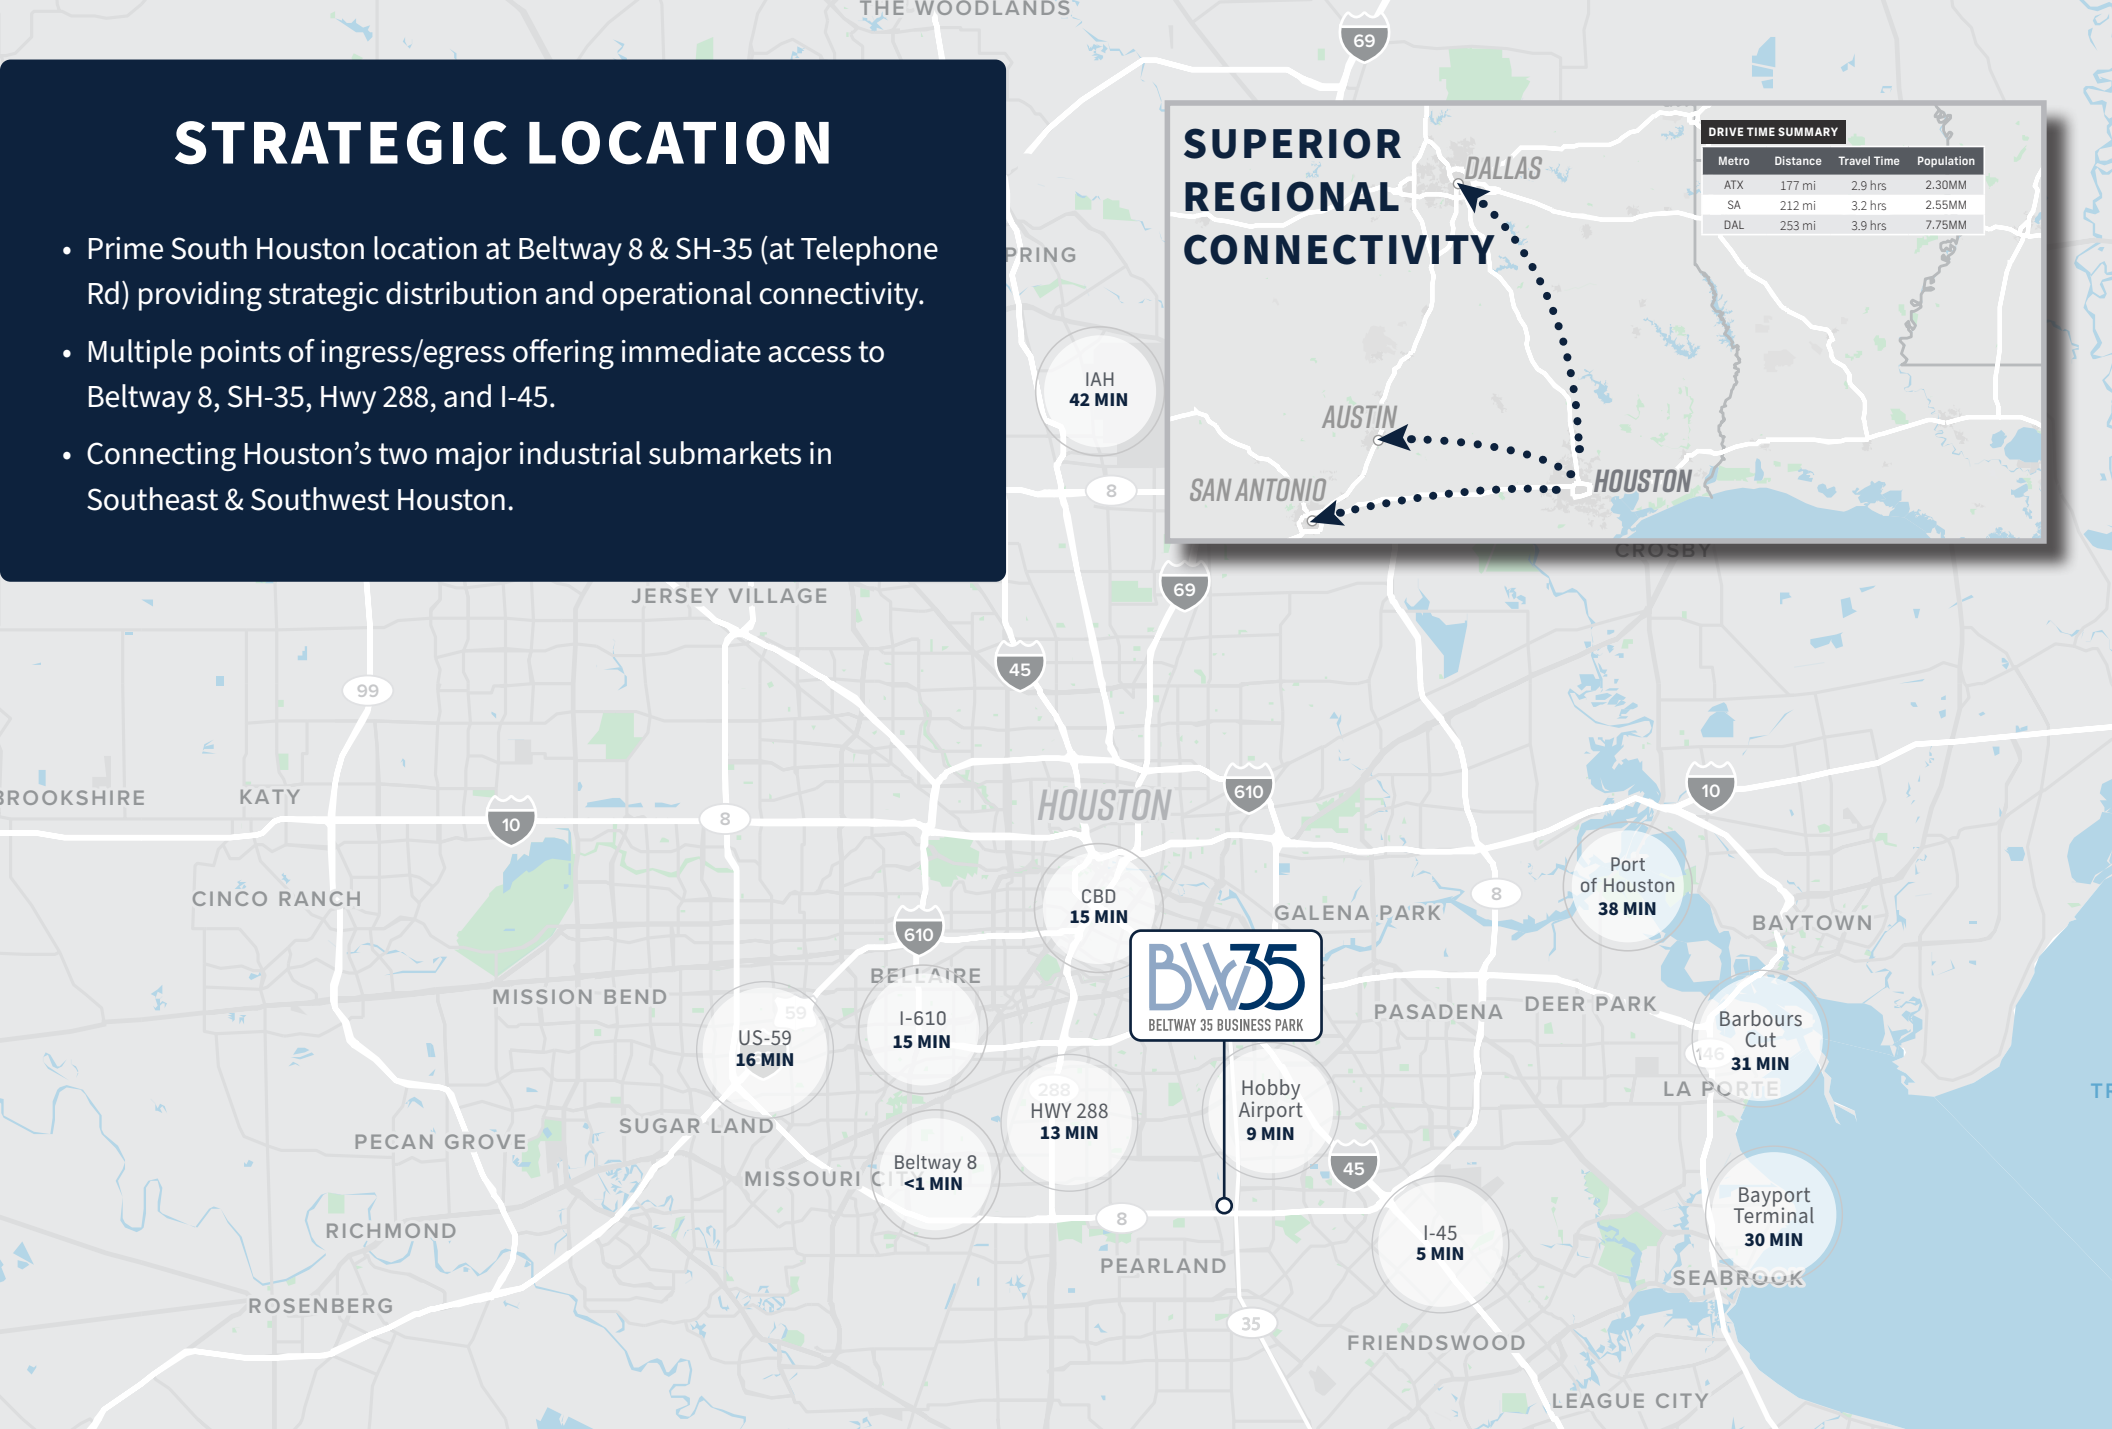 THE WOODLANDS
69
STRATEGIC LOCATION
• Prime South Houston location at Beltway 8 & SH-35 (at Telephone
Rd) providing strategic distribution and operational connectivity.
• Multiple points of ingress/egress offering immediate access to
Beltway 8, SH-35, Hwy 288, and I-45.
• Connecting Houston’s two major industrial submarkets in
Southeast & Southwest Houston.
SUPERIOR
REGIONAL
CONNECTIVITY
DALLAS
AUSTIN
SAN ANTONIO
HOUSTON
DRIVE TIME SUMMARY
Metro Distance Travel Time Population
ATX 177 mi 2.9 hrs 2.30MM
SA 212 mi 3.2 hrs 2.55MM
DAL 253 mi 3.9 hrs 7.75MM
PRING
IAH
42 MIN
8
CROSBY
69
JERSEY VILLAGE
45
99
BROOKSHIRE
KATY
10
8
HOUSTON
610
10
CINCO RANCH
CBD
15 MIN
8
Port
of Houston
38 MIN
GALENA PARK
BAYTOWN
610
BELLAIRE
BW35
BELTWAY 35 BUSINESS PARK
MISSION BEND
59
US-59
16 MIN
I-610
15 MIN
PASADENA
DEER PARK
Barbours
Cut
31 MIN
146
LA PORTE
288
HWY 288
13 MIN
Hobby
Airport
9 MIN
SUGAR LAND
PECAN GROVE
MISSOURI CITY
Beltway 8
<1 MIN
45
8
I-45
5 MIN
Bayport
Terminal
30 MIN
RICHMOND
PEARLAND
SEABROOK
ROSENBERG
35
FRIENDSWOOD
LEAGUE CITY